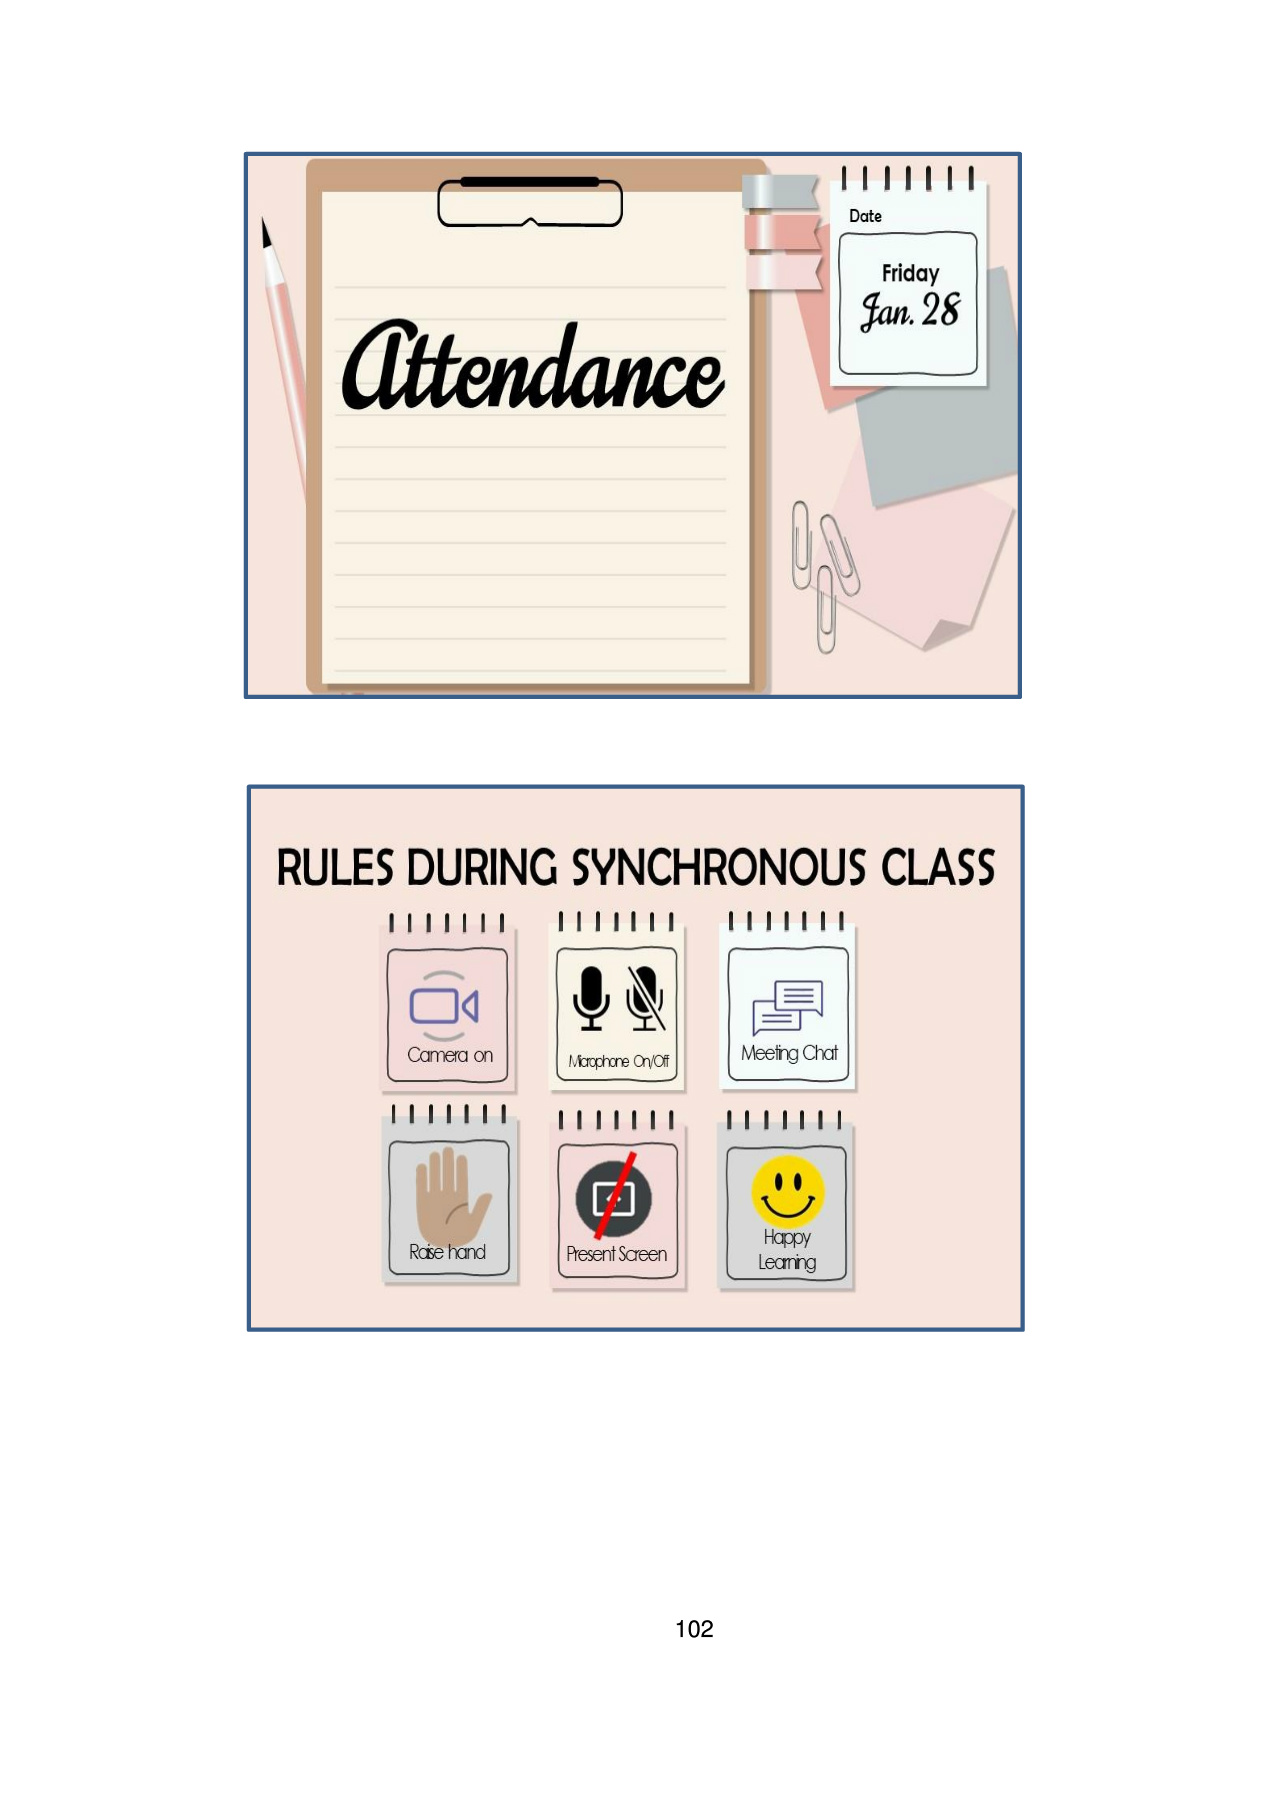 Attendance
Date
Friday
Jan. 28
RULES DURING SYNCHRONOUS CLASS
Camera on
Microphone On/Off
Meeting Chat
Raise hand
Present Screen
Happy
Learning
102